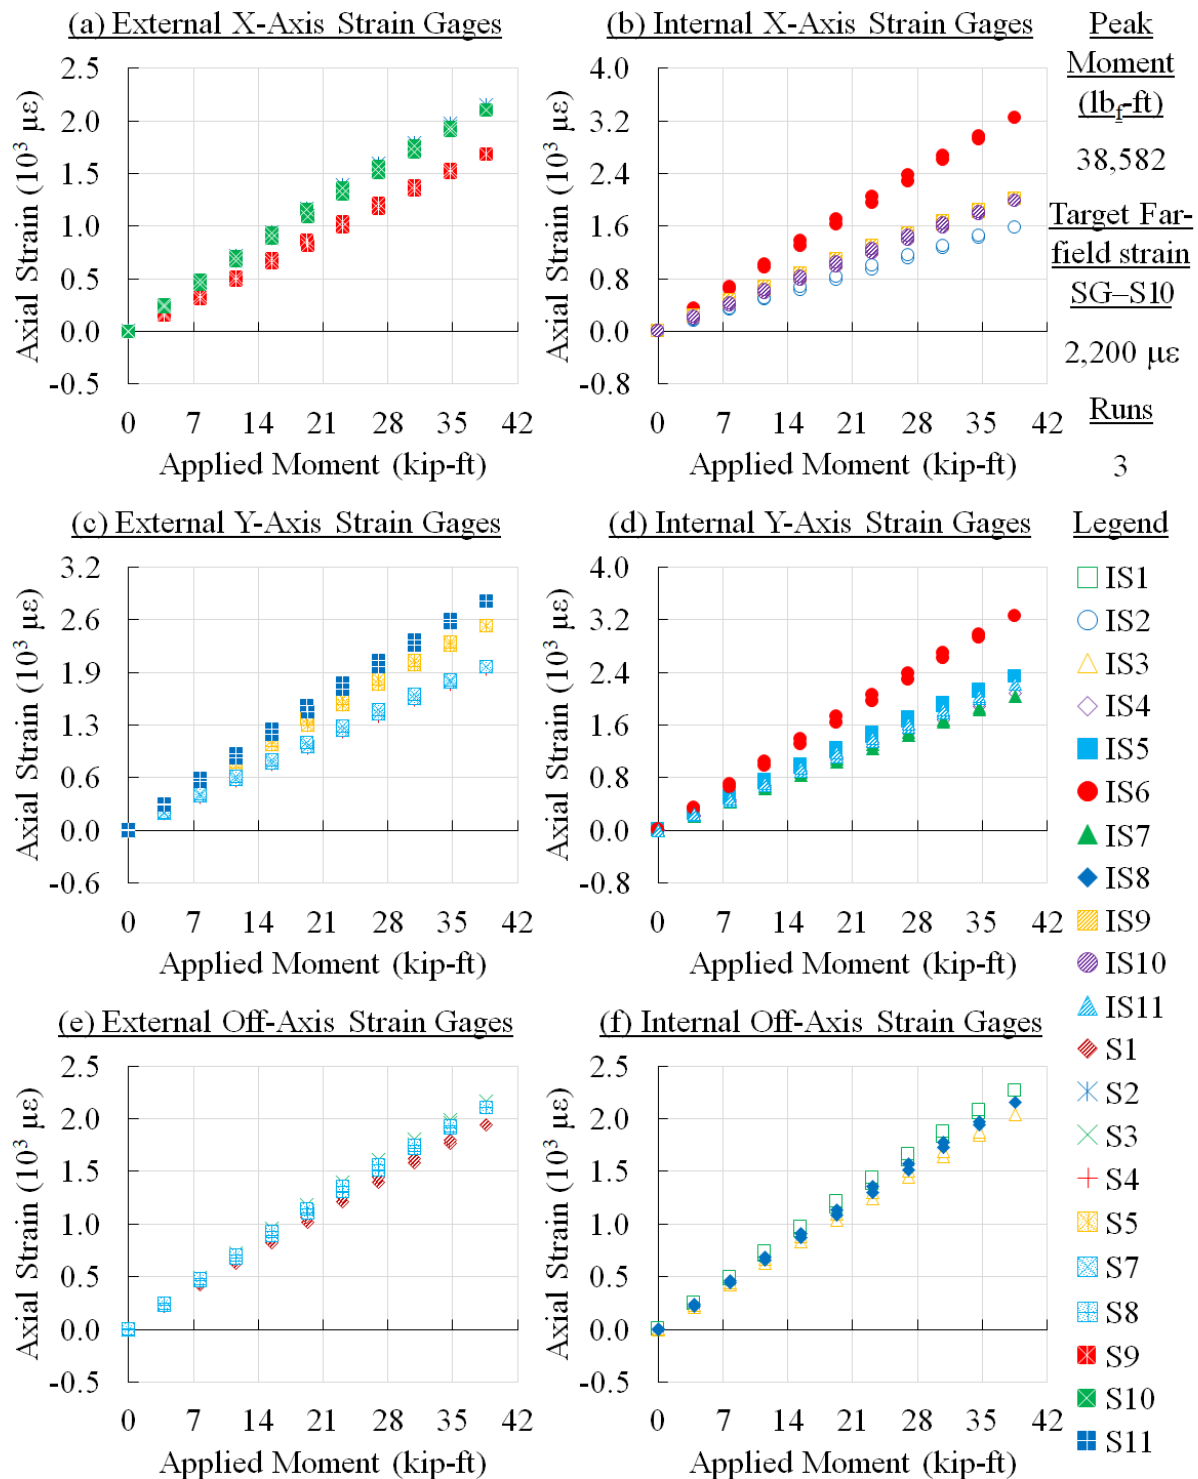 (a) External X-Axis Strain Gages
2.5
2.0
1.5
1.0
0.5
0.0
-0.5
Axial Strain (10³ με)
0 7 14 21 28 35 42
Applied Moment (kip-ft)
(b) Internal X-Axis Strain Gages
4.0
3.2
2.4
1.6
0.8
0.0
-0.8
Axial Strain (10³ με)
0 7 14 21 28 35 42
Applied Moment (kip-ft)
Peak
Moment
(lbf-ft)
38,582
Target Far-
field strain
SG–S10
2,200 με
Runs
3
(c) External Y-Axis Strain Gages
3.2
2.6
1.9
1.3
0.6
0.0
-0.6
Axial Strain (10³ με)
0 7 14 21 28 35 42
Applied Moment (kip-ft)
(d) Internal Y-Axis Strain Gages
4.0
3.2
2.4
1.6
0.8
0.0
-0.8
Axial Strain (10³ με)
0 7 14 21 28 35 42
Applied Moment (kip-ft)
(e) External Off-Axis Strain Gages
2.5
2.0
1.5
1.0
0.5
0.0
-0.5
Axial Strain (10³ με)
0 7 14 21 28 35 42
Applied Moment (kip-ft)
(f) Internal Off-Axis Strain Gages
2.5
2.0
1.5
1.0
0.5
0.0
-0.5
Axial Strain (10³ με)
0 7 14 21 28 35 42
Applied Moment (kip-ft)
Legend
IS1
IS2
IS3
IS4
IS5
IS6
IS7
IS8
IS9
IS10
IS11
S1
S2
S3
S4
S5
S7
S8
S9
S10
S11